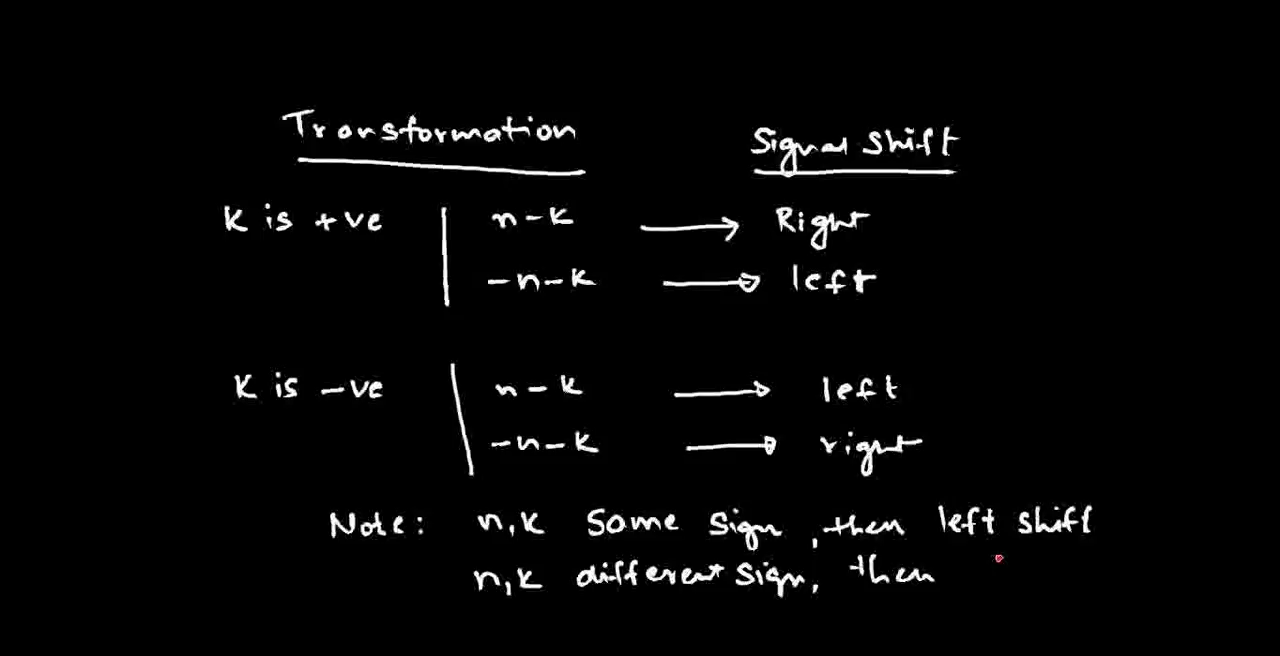 Transformation Signal shift
K is +ve | n-k → Right
-n-k → left
K is -ve | n-k → left
-n-k → right
Note: n,k Same Sign, then left shift
n,k different sign, then